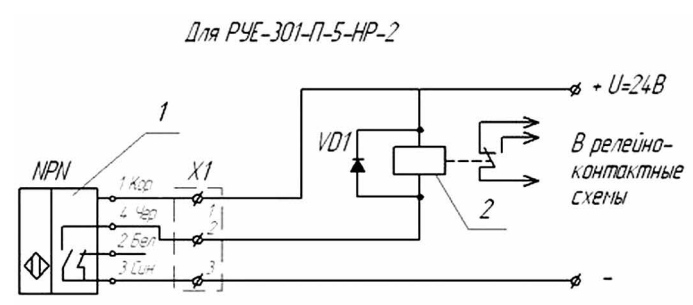 Для РУЕ-301-П-5-НР-2
+ U=24В
1
VD1
В релейно-
контактные
схемы
NPN
X1
2
1 Кор
1
4 Чер
2
2 Бел
3 Син
3
-